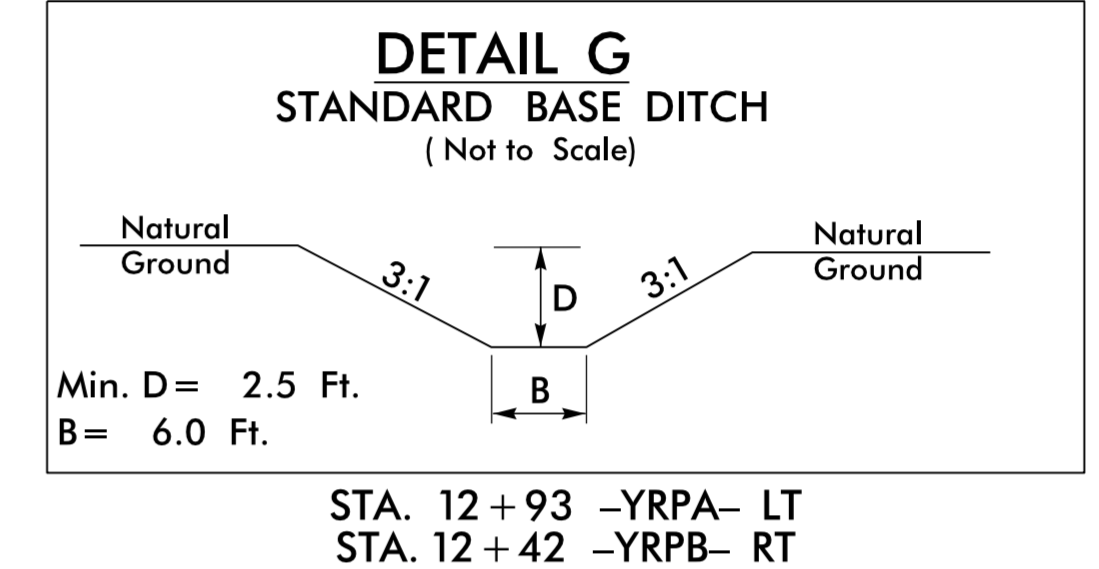 DETAIL G
STANDARD BASE DITCH
( Not to Scale)
Natural
Ground
3:1
D
3:1
Natural
Ground
B
Min. D= 2.5 Ft.
B= 6.0 Ft.
STA. 12+93 –YRPA– LT
STA. 12+42 –YRPB– RT